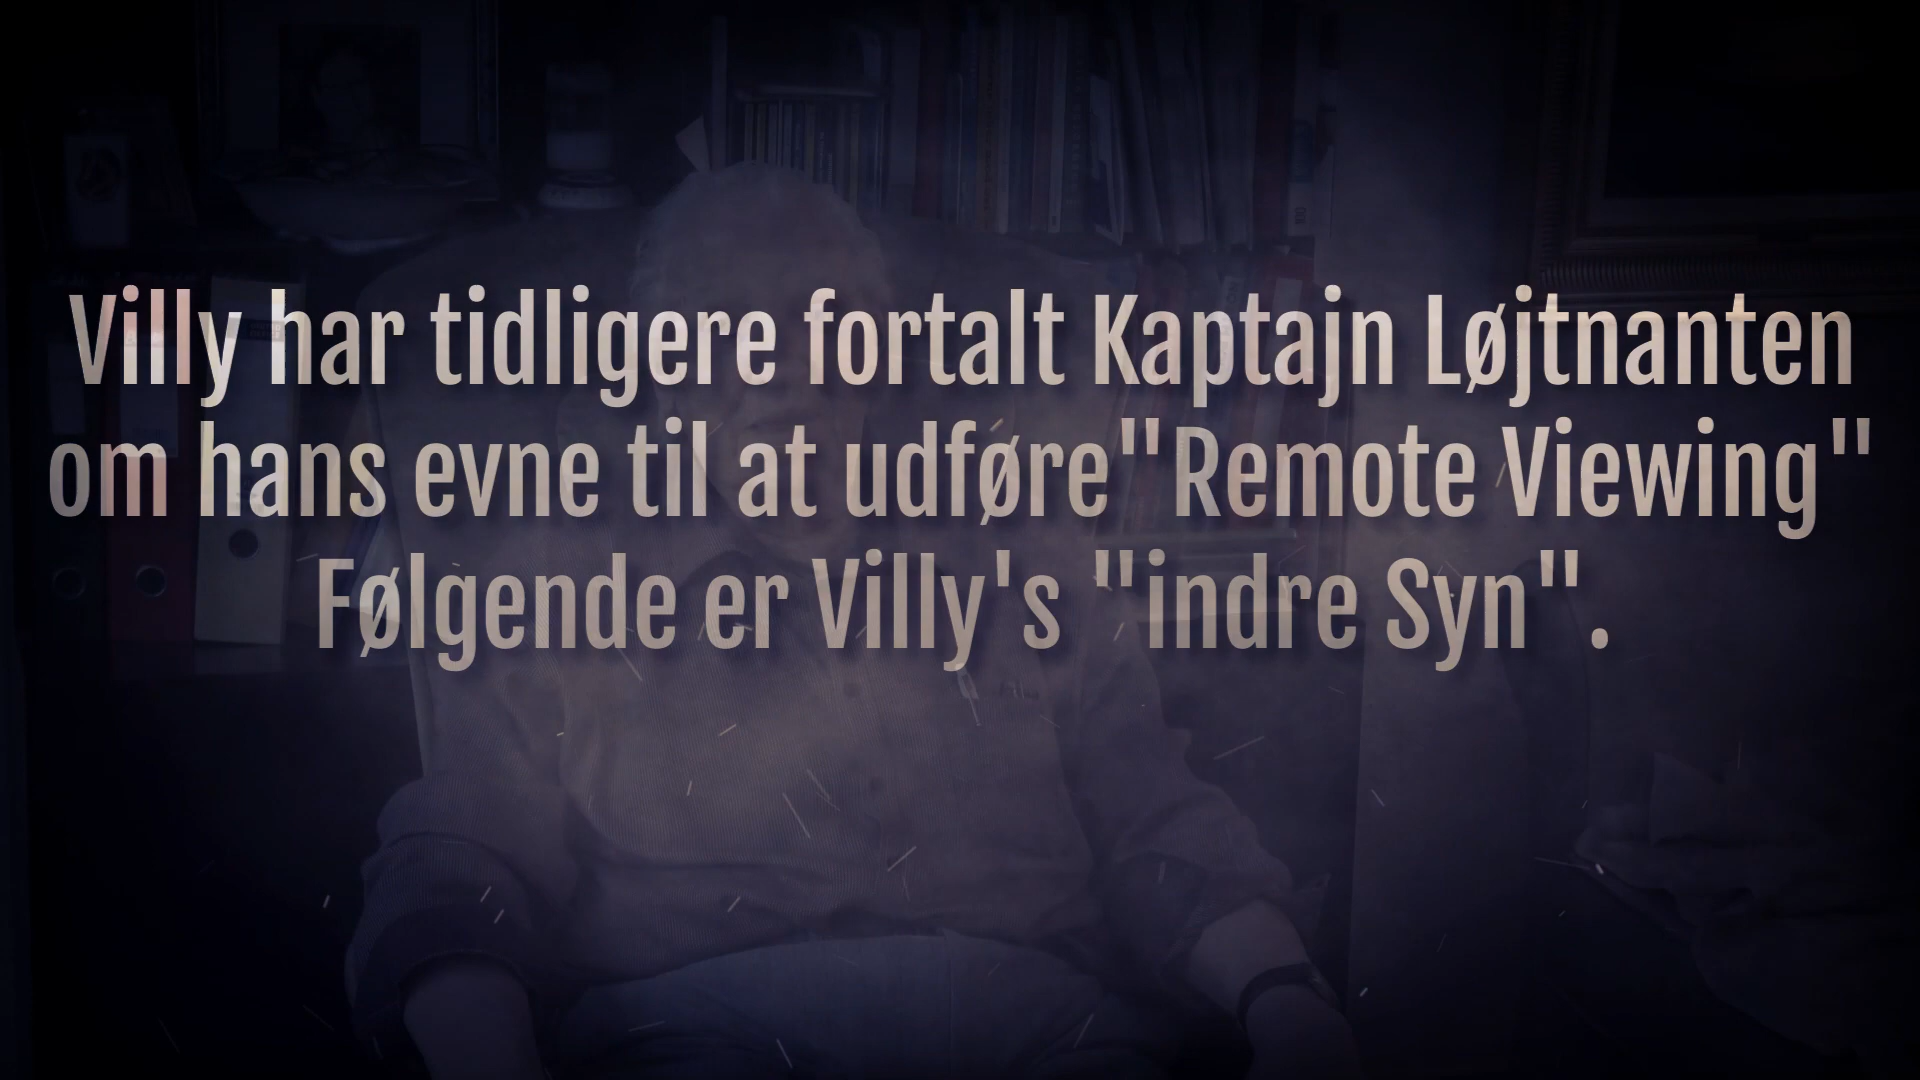 Villy har tidligere fortalt Kaptajn Løjtnanten
om hans evne til at udføre"Remote Viewing"
Følgende er Villy's "indre Syn".